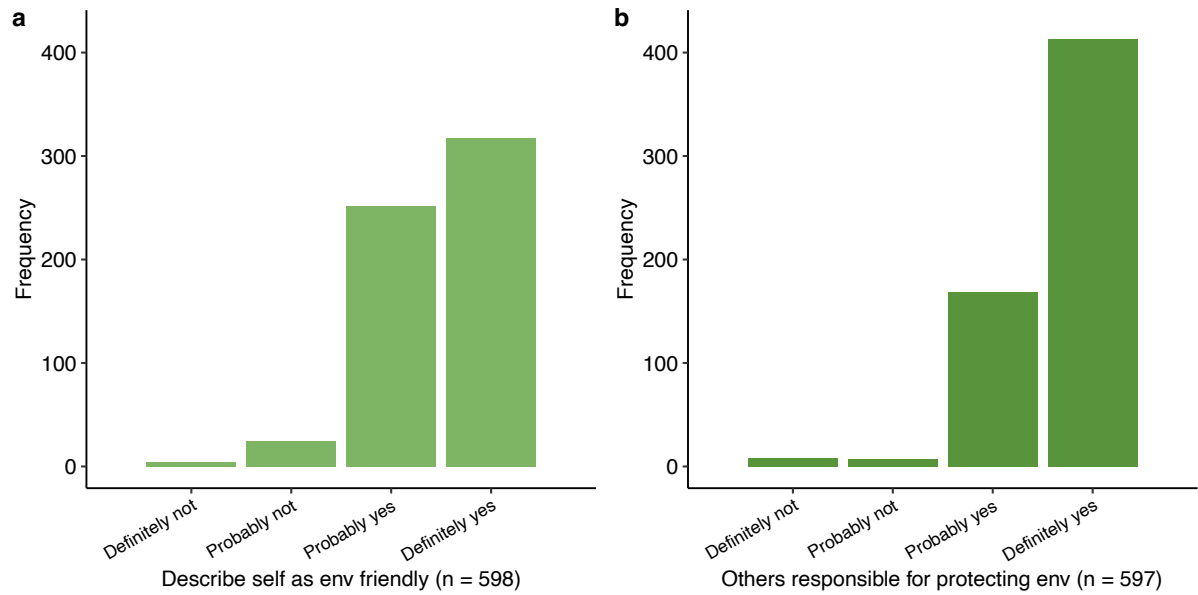 a
Frequency
400
300
200
100
0
Definitely not
Probably not
Probably yes
Definitely yes
Describe self as env friendly (n = 598)
b
Frequency
400
300
200
100
0
Definitely not
Probably not
Probably yes
Definitely yes
Others responsible for protecting env (n = 597)